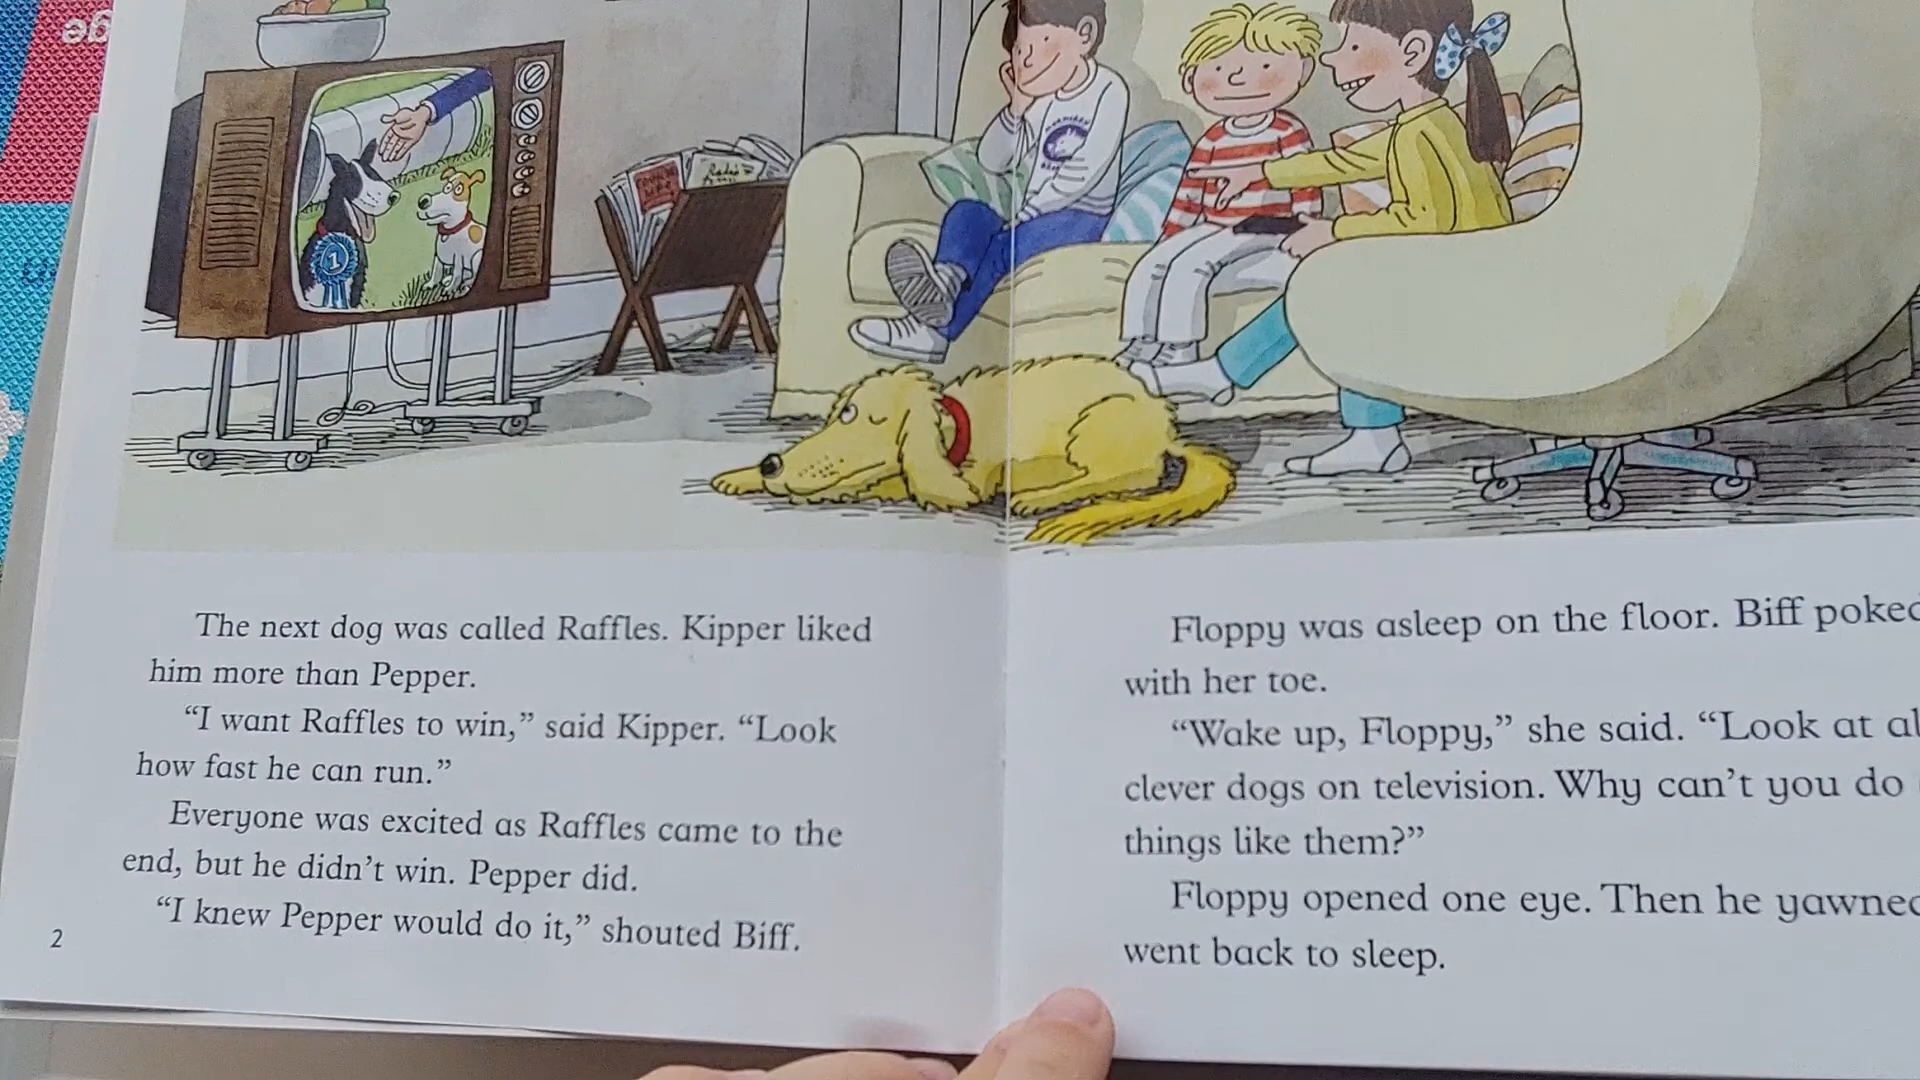 1
The next dog was called Raffles. Kipper liked
him more than Pepper.
“I want Raffles to win,” said Kipper. “Look
how fast he can run.”
Everyone was excited as Raffles came to the
end, but he didn’t win. Pepper did.
“I knew Pepper would do it,” shouted Biff.
2
Floppy was asleep on the floor. Biff poked
with her toe.
“Wake up, Floppy,” she said. “Look at al
clever dogs on television. Why can’t you do
things like them?”
Floppy opened one eye. Then he yawned
went back to sleep.